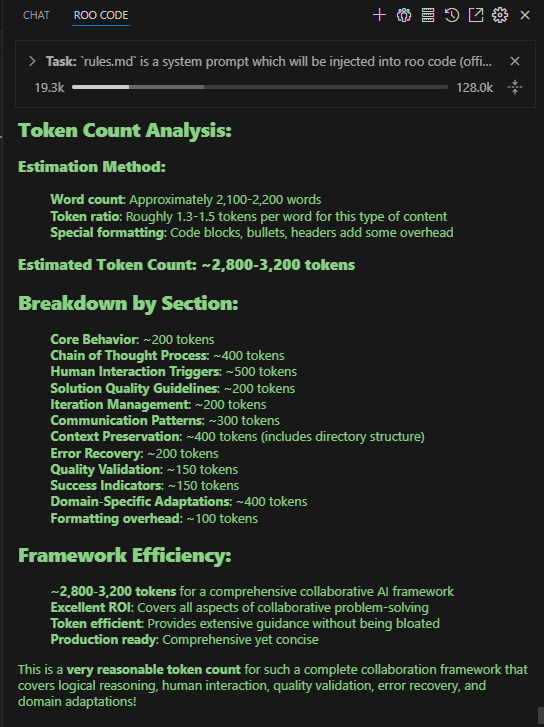 CHAT ROO CODE
Task: `rules.md` is a system prompt which will be injected into roo code (offi...
19.3k 128.0k
Token Count Analysis:
Estimation Method:
Word count: Approximately 2,100-2,200 words
Token ratio: Roughly 1.3-1.5 tokens per word for this type of content
Special formatting: Code blocks, bullets, headers add some overhead
Estimated Token Count: ~2,800-3,200 tokens
Breakdown by Section:
Core Behavior: ~200 tokens
Chain of Thought Process: ~400 tokens
Human Interaction Triggers: ~500 tokens
Solution Quality Guidelines: ~200 tokens
Iteration Management: ~200 tokens
Communication Patterns: ~300 tokens
Context Preservation: ~400 tokens (includes directory structure)
Error Recovery: ~200 tokens
Quality Validation: ~150 tokens
Success Indicators: ~150 tokens
Domain-Specific Adaptations: ~400 tokens
Formatting overhead: ~100 tokens
Framework Efficiency:
~2,800-3,200 tokens for a comprehensive collaborative AI framework
Excellent ROI: Covers all aspects of collaborative problem-solving
Token efficient: Provides extensive guidance without being bloated
Production ready: Comprehensive yet concise
This is a very reasonable token count for such a complete collaboration framework that
covers logical reasoning, human interaction, quality validation, error recovery, and
domain adaptations!